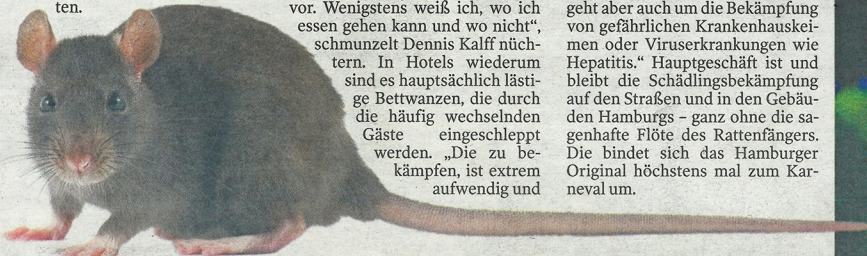 ten.
vor. Wenigstens weiß ich, wo ich
essen gehen kann und wo nicht“,
schmunzelt Dennis Kalff nüch-
tern. In Hotels wiederum
sind es hauptsächlich lästi-
ge Bettwanzen, die durch
die häufig wechselnden
Gäste eingeschleppt
werden. „Die zu be-
kämpfen, ist extrem
aufwendig und
geht aber auch um die Bekämpfung
von gefährlichen Krankenhauskei-
men oder Viruserkrankungen wie
Hepatitis.“ Hauptgeschäft ist und
bleibt die Schädlingsbekämpfung
auf den Straßen und in den Gebäu-
den Hamburgs – ganz ohne die sa-
genhafte Flöte des Rattenfängers.
Die bindet sich das Hamburger
Original höchstens mal zum Kar-
neval um.